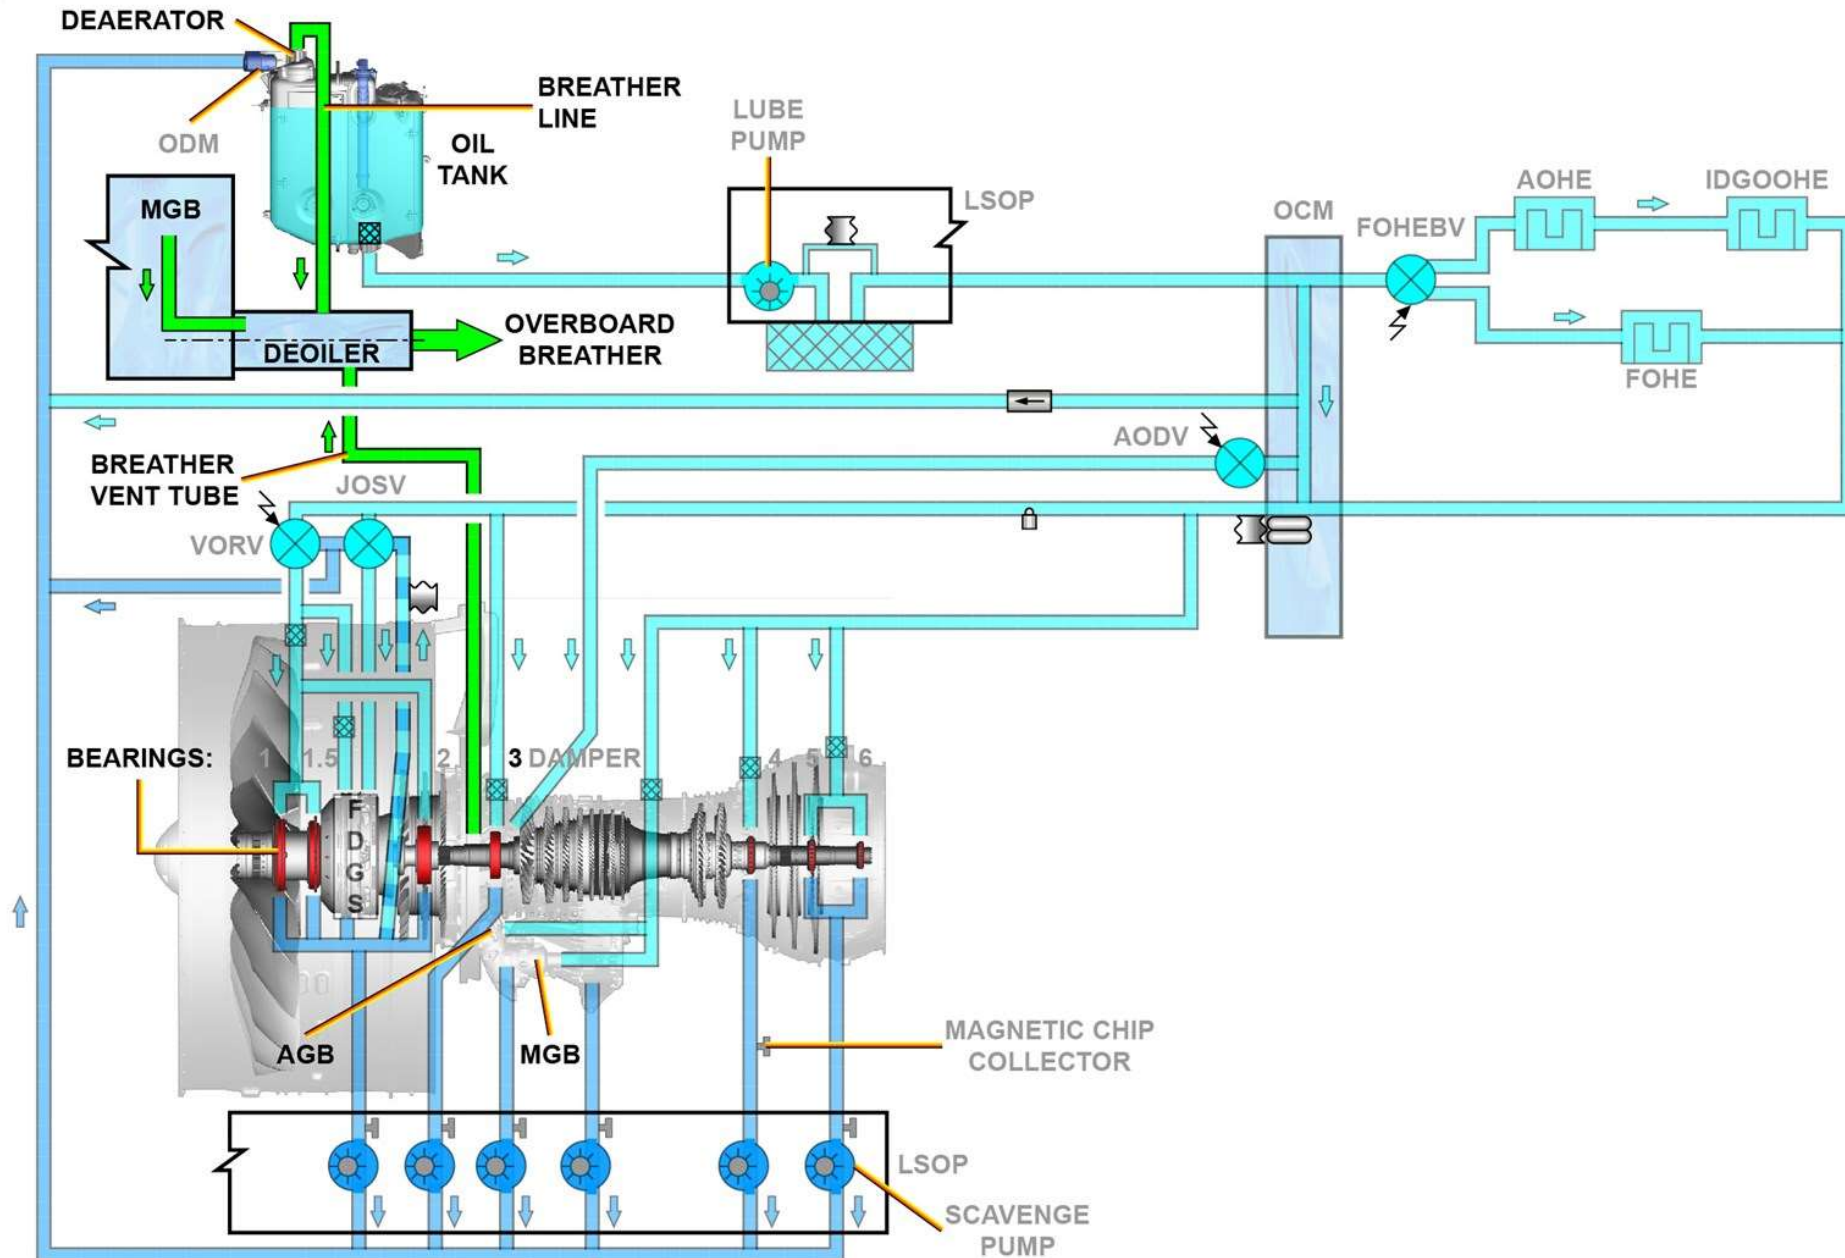 DEAERATOR
BREATHER
LINE
ODM
OIL
TANK
LUBE
PUMP
LSOP
MGB
OCM
AOHE
IDGOOHE
FOHEBV
FOHE
OVERBOARD
BREATHER
DEOILER
AODV
BREATHER
VENT TUBE
JOSV
VORV
BEARINGS:
1
1.5
2
3 DAMPER
4
5
6
F
D
G
S
AGB
MGB
MAGNETIC CHIP
COLLECTOR
LSOP
SCAVENGE
PUMP